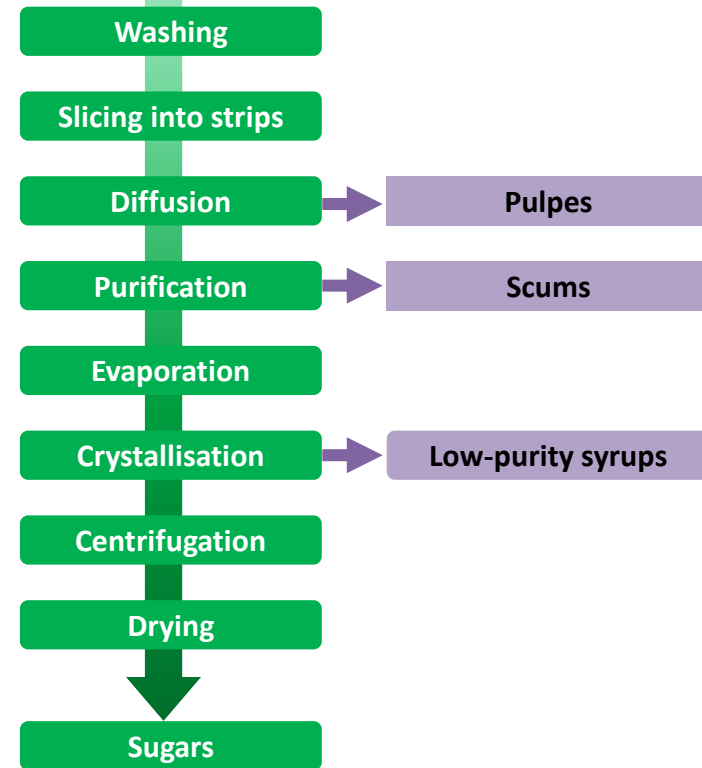 Washing
Slicing into strips
Diffusion
Pulpes
Purification
Scums
Evaporation
Crystallisation
Low-purity syrups
Centrifugation
Drying
Sugars